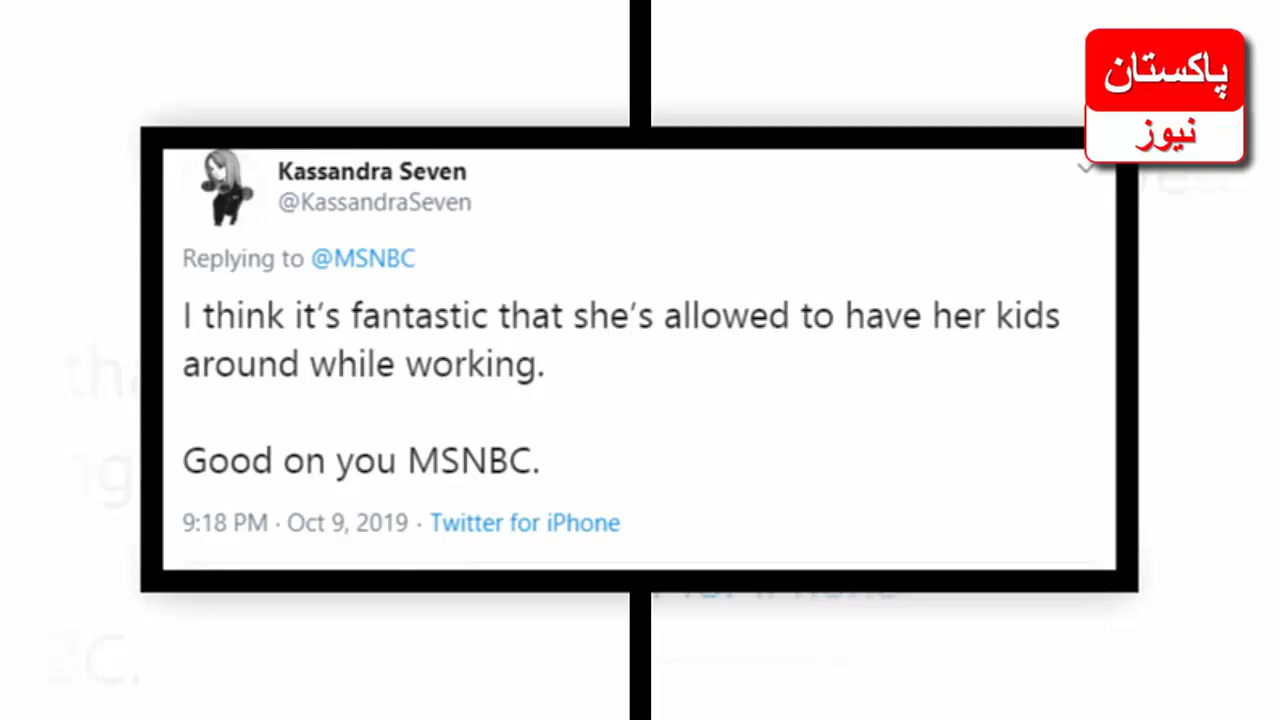 پاکستان
نیوز
Kassandra Seven
@KassandraSeven
Replying to @MSNBC
I think it’s fantastic that she’s allowed to have her kids
around while working.
Good on you MSNBC.
9:18 PM · Oct 9, 2019 · Twitter for iPhone